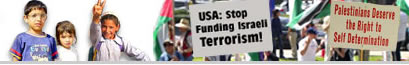 USA: Stop
Funding Israeli
Terrorism!
Palestinians Deserve
the Right to
Self Determination